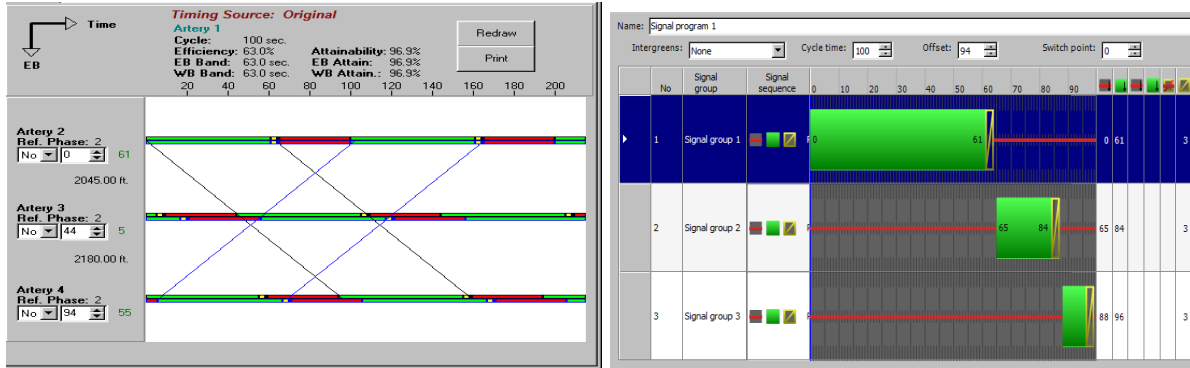 Time
EB
Timing Source: Original
Artery 1
Cycle: 100 sec.
Efficiency: 63.0% Attainability: 96.9%
EB Band: 63.0 sec. EB Attain: 96.9%
WB Band: 63.0 sec. WB Attain.: 96.9%
Redraw
Print
20 40 60 80 100 120 140 160 180 200
Artery 2
Ref. Phase: 2
No 0 61
2045.00 ft.
Artery 3
Ref. Phase: 2
No 44 5
2180.00 ft.
Artery 4
Ref. Phase: 2
No 94 55
Name: Signal program 1
Intergreens: None Cycle time: 100 Offset: 94 Switch point: 0
No Signal group Signal sequence 0 10 20 30 40 50 60 70 80 90
1 Signal group 1 0 61 0 61 3
2 Signal group 2 65 84 65 84 3
3 Signal group 3 88 96 3